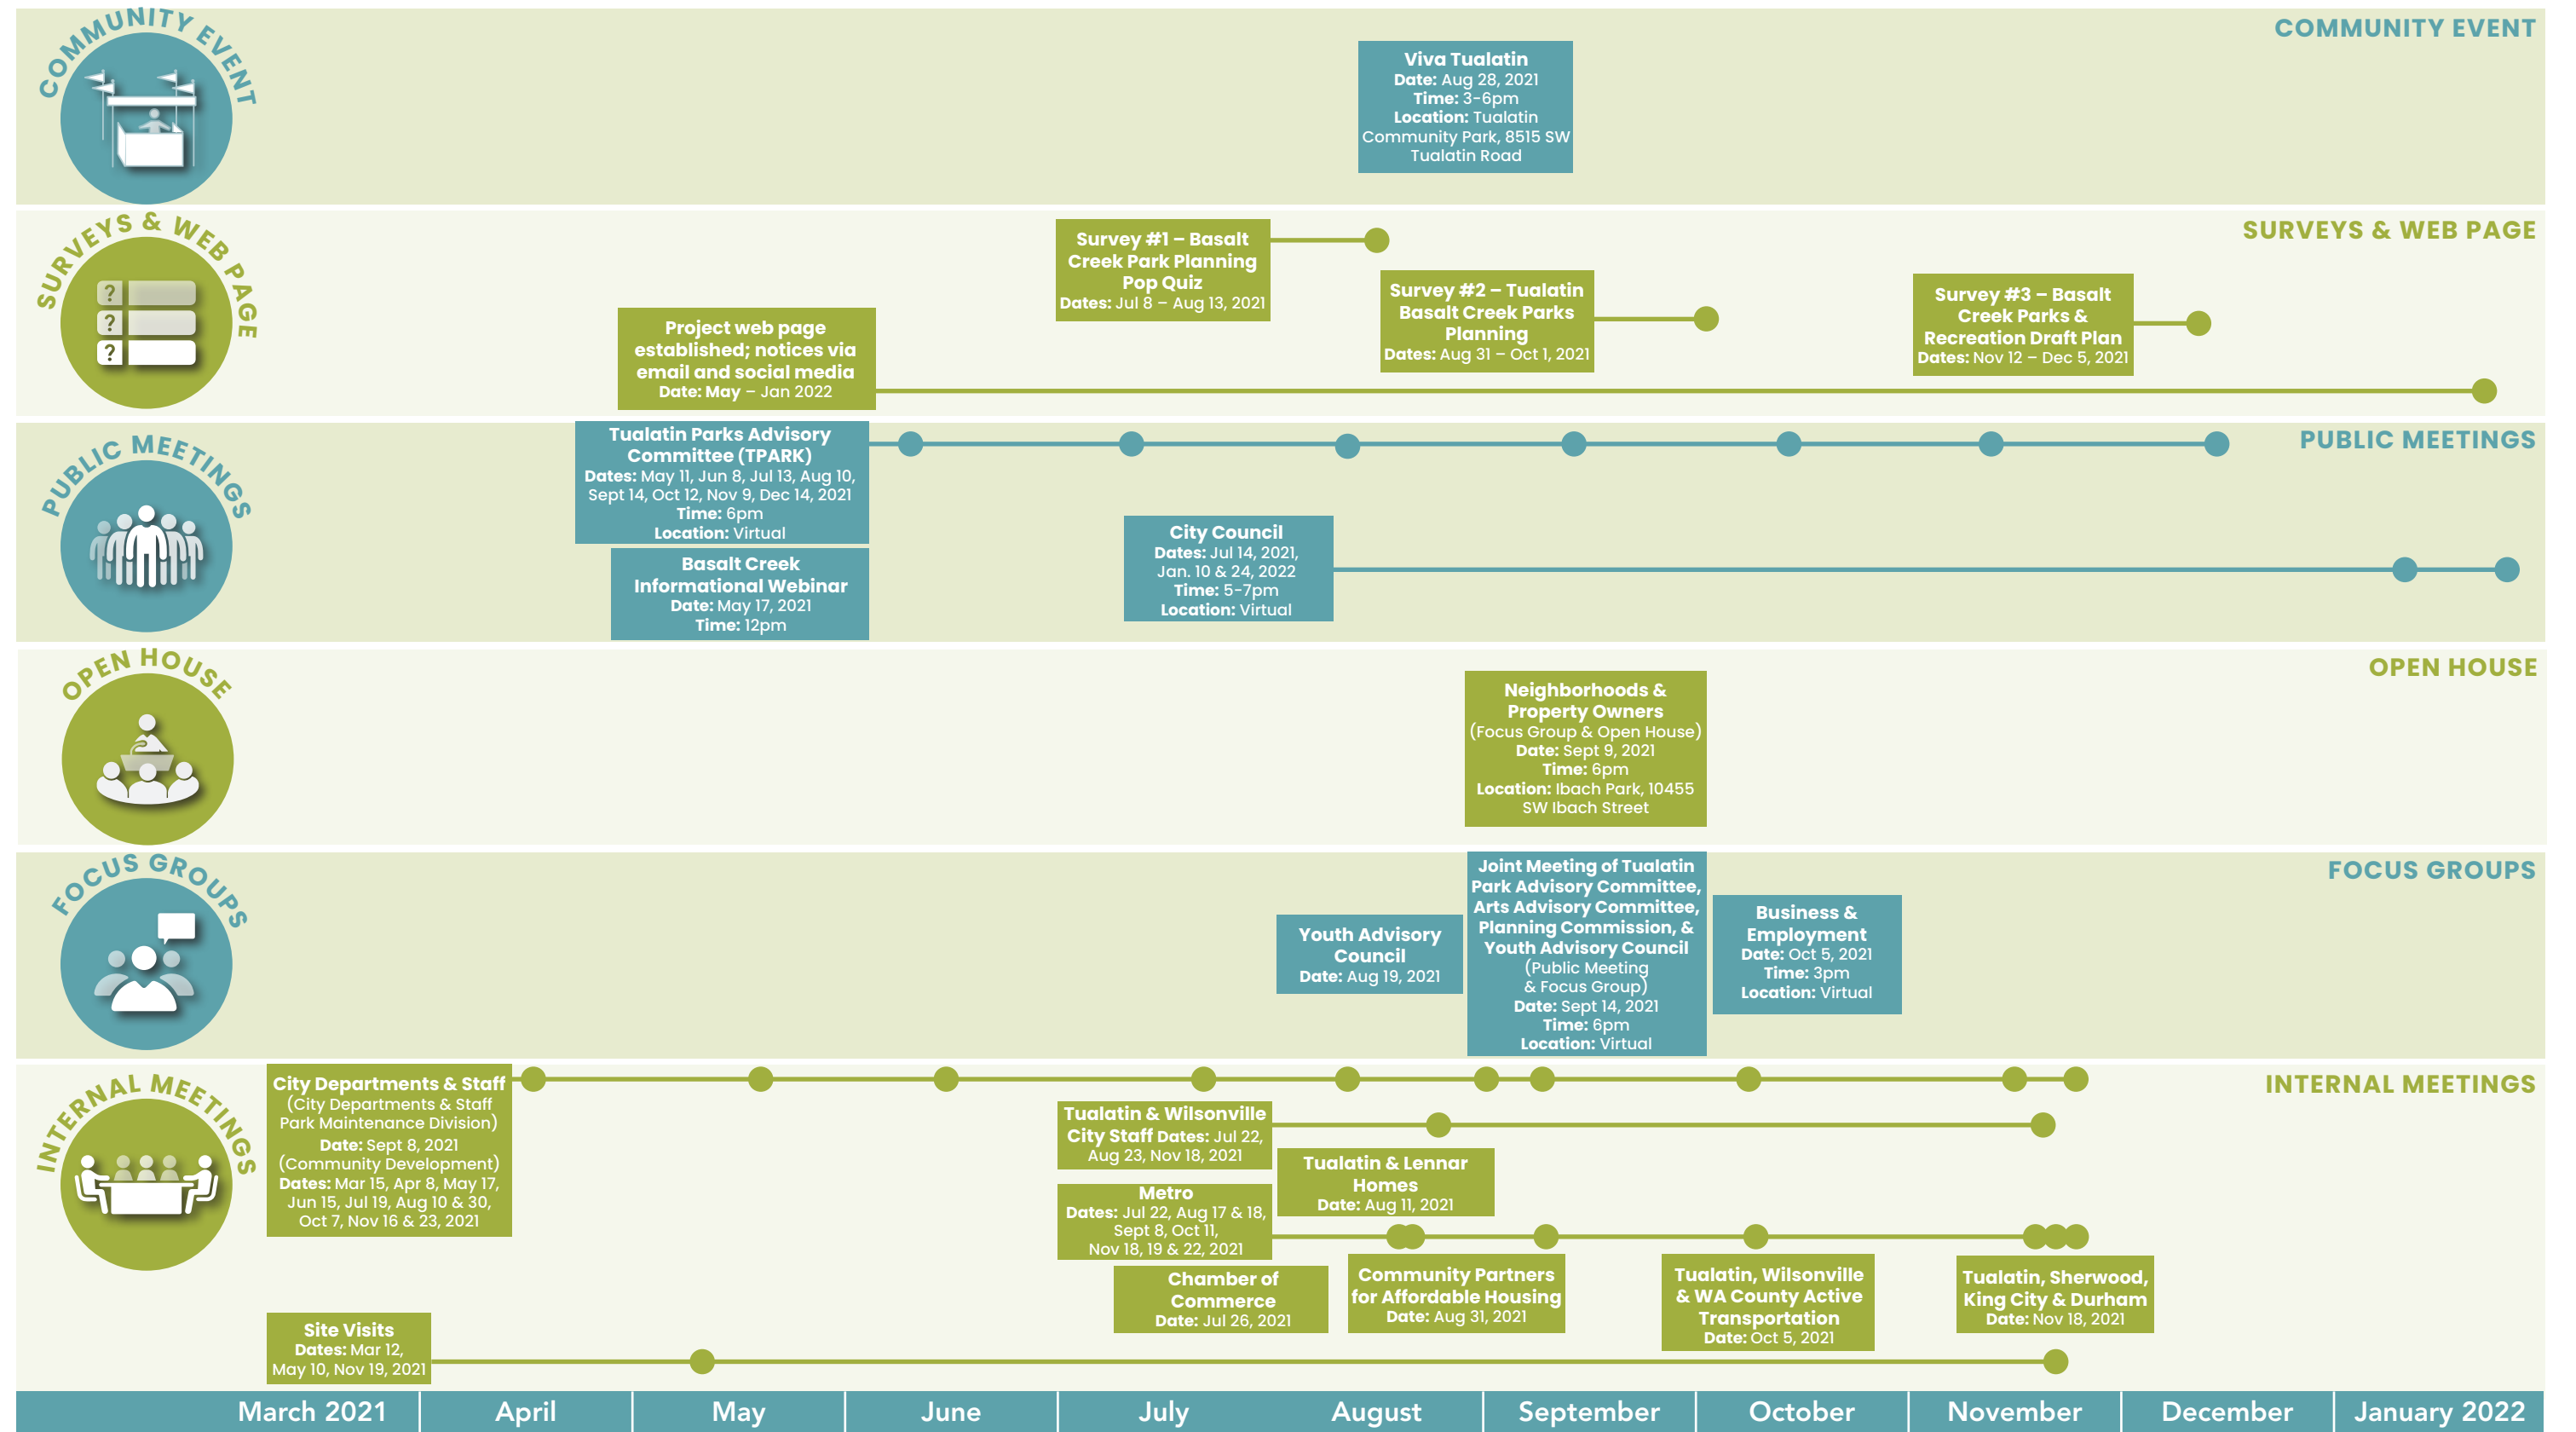 COMMUNITY EVENT
COMMUNITY EVENT
Viva Tualatin
Date: Aug 28, 2021
Time: 3-6pm
Location: Tualatin
Community Park, 8515 SW
Tualatin Road
SURVEYS & WEB PAGE
? 
? 
? 
SURVEYS & WEB PAGE
Survey #1 – Basalt
Creek Park Planning
Pop Quiz
Dates: Jul 8 – Aug 13, 2021
Survey #2 – Tualatin
Basalt Creek Parks
Planning
Dates: Aug 31 – Oct 1, 2021
Survey #3 – Basalt
Creek Parks &
Recreation Draft Plan
Dates: Nov 12 – Dec 5, 2021
Project web page
established; notices via
email and social media
Date: May – Jan 2022
PUBLIC MEETINGS
PUBLIC MEETINGS
Tualatin Parks Advisory
Committee (TPARK)
Dates: May 11, Jun 8, Jul 13, Aug 10,
Sept 14, Oct 12, Nov 9, Dec 14, 2021
Time: 6pm
Location: Virtual
Basalt Creek
Informational Webinar
Date: May 17, 2021
Time: 12pm
City Council
Dates: Jul 14, 2021,
Jan. 10 & 24, 2022
Time: 5-7pm
Location: Virtual
OPEN HOUSE
OPEN HOUSE
Neighborhoods &
Property Owners
(Focus Group & Open House)
Date: Sept 9, 2021
Time: 6pm
Location: Ibach Park, 10455
SW Ibach Street
FOCUS GROUPS
FOCUS GROUPS
Youth Advisory
Council
Date: Aug 19, 2021
Joint Meeting of Tualatin
Park Advisory Committee,
Arts Advisory Committee,
Planning Commission, &
Youth Advisory Council
(Public Meeting
& Focus Group)
Date: Sept 14, 2021
Time: 6pm
Location: Virtual
Business &
Employment
Date: Oct 5, 2021
Time: 3pm
Location: Virtual
INTERNAL MEETINGS
INTERNAL MEETINGS
City Departments & Staff
(City Departments & Staff
Park Maintenance Division)
Date: Sept 8, 2021
(Community Development)
Dates: Mar 15, Apr 8, May 17,
Jun 15, Jul 19, Aug 10 & 30,
Oct 7, Nov 16 & 23, 2021
Tualatin & Wilsonville
City Staff Dates: Jul 22,
Aug 23, Nov 18, 2021
Tualatin & Lennar
Homes
Date: Aug 11, 2021
Metro
Dates: Jul 22, Aug 17 & 18,
Sept 8, Oct 11,
Nov 18, 19 & 22, 2021
Chamber of
Commerce
Date: Jul 26, 2021
Community Partners
for Affordable Housing
Date: Aug 31, 2021
Tualatin, Wilsonville
& WA County Active
Transportation
Date: Oct 5, 2021
Tualatin, Sherwood,
King City & Durham
Date: Nov 18, 2021
Site Visits
Dates: Mar 12,
May 10, Nov 19, 2021
March 2021 April May June July August September October November December January 2022